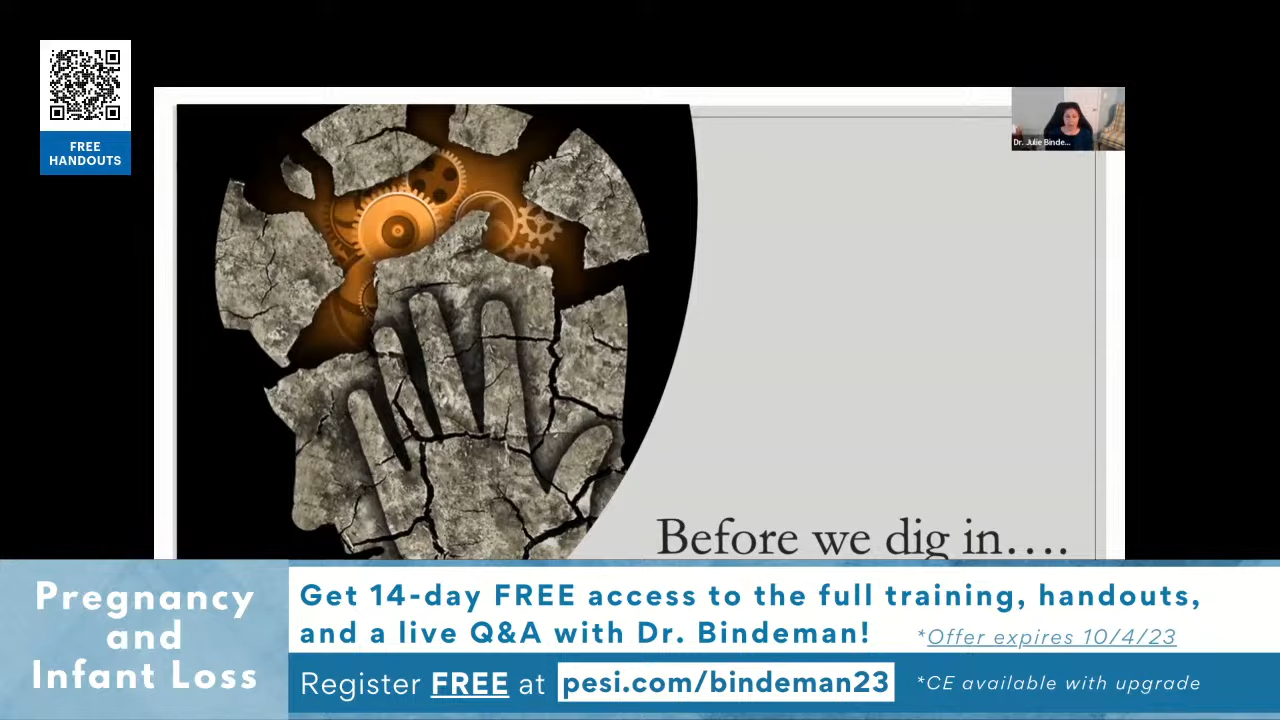 FREE
HANDOUTS
Dr. Julie Binde...
Before we dig in....
Pregnancy
and
Infant Loss
Get 14-day FREE access to the full training, handouts,
and a live Q&A with Dr. Bindeman!
*Offer expires 10/4/23
Register FREE at pesi.com/bindeman23
*CE available with upgrade